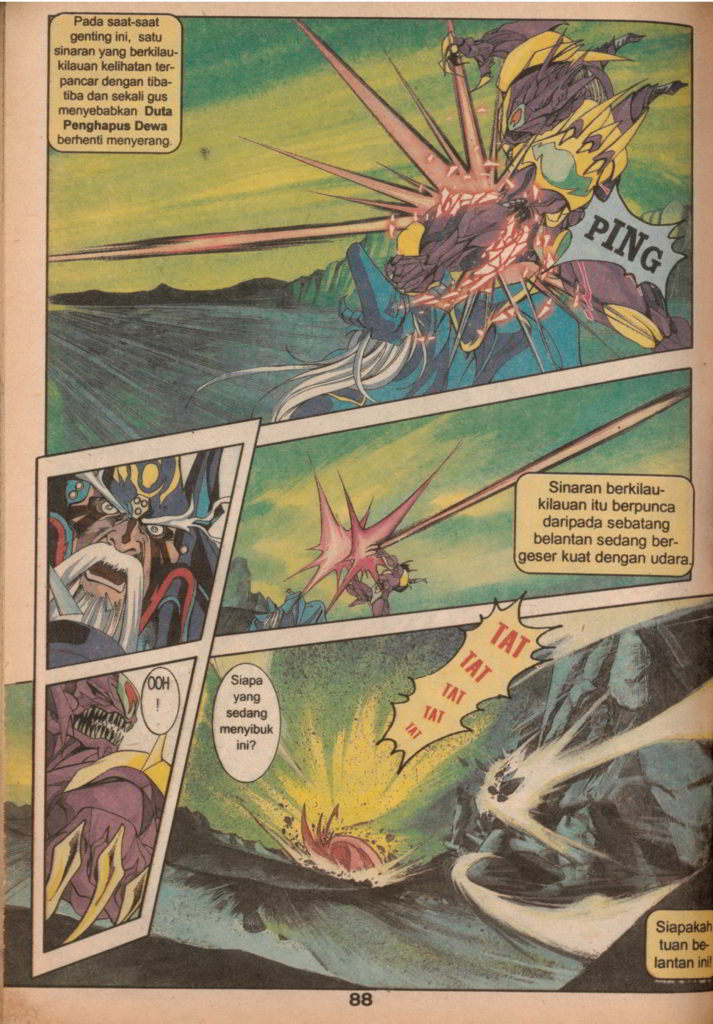 Pada saat-saat
genting ini, satu
sinaran yang berkilau-
kilauan kelihatan ter-
pancar dengan tiba-
tiba dan sekali gus
menyebabkan Duta
Penghapus Dewa
berhenti menyerang.
PING
Sinaran berkilau-
kilauan itu berpunca
daripada sebatang
belantan sedang ber-
geser kuat dengan udara.
OOH
!
Siapa
yang
sedang
menyibuk
ini?
TAT
TAT
TAT
TAT
TAT
Siapakah
tuan be-
lantan ini!
88